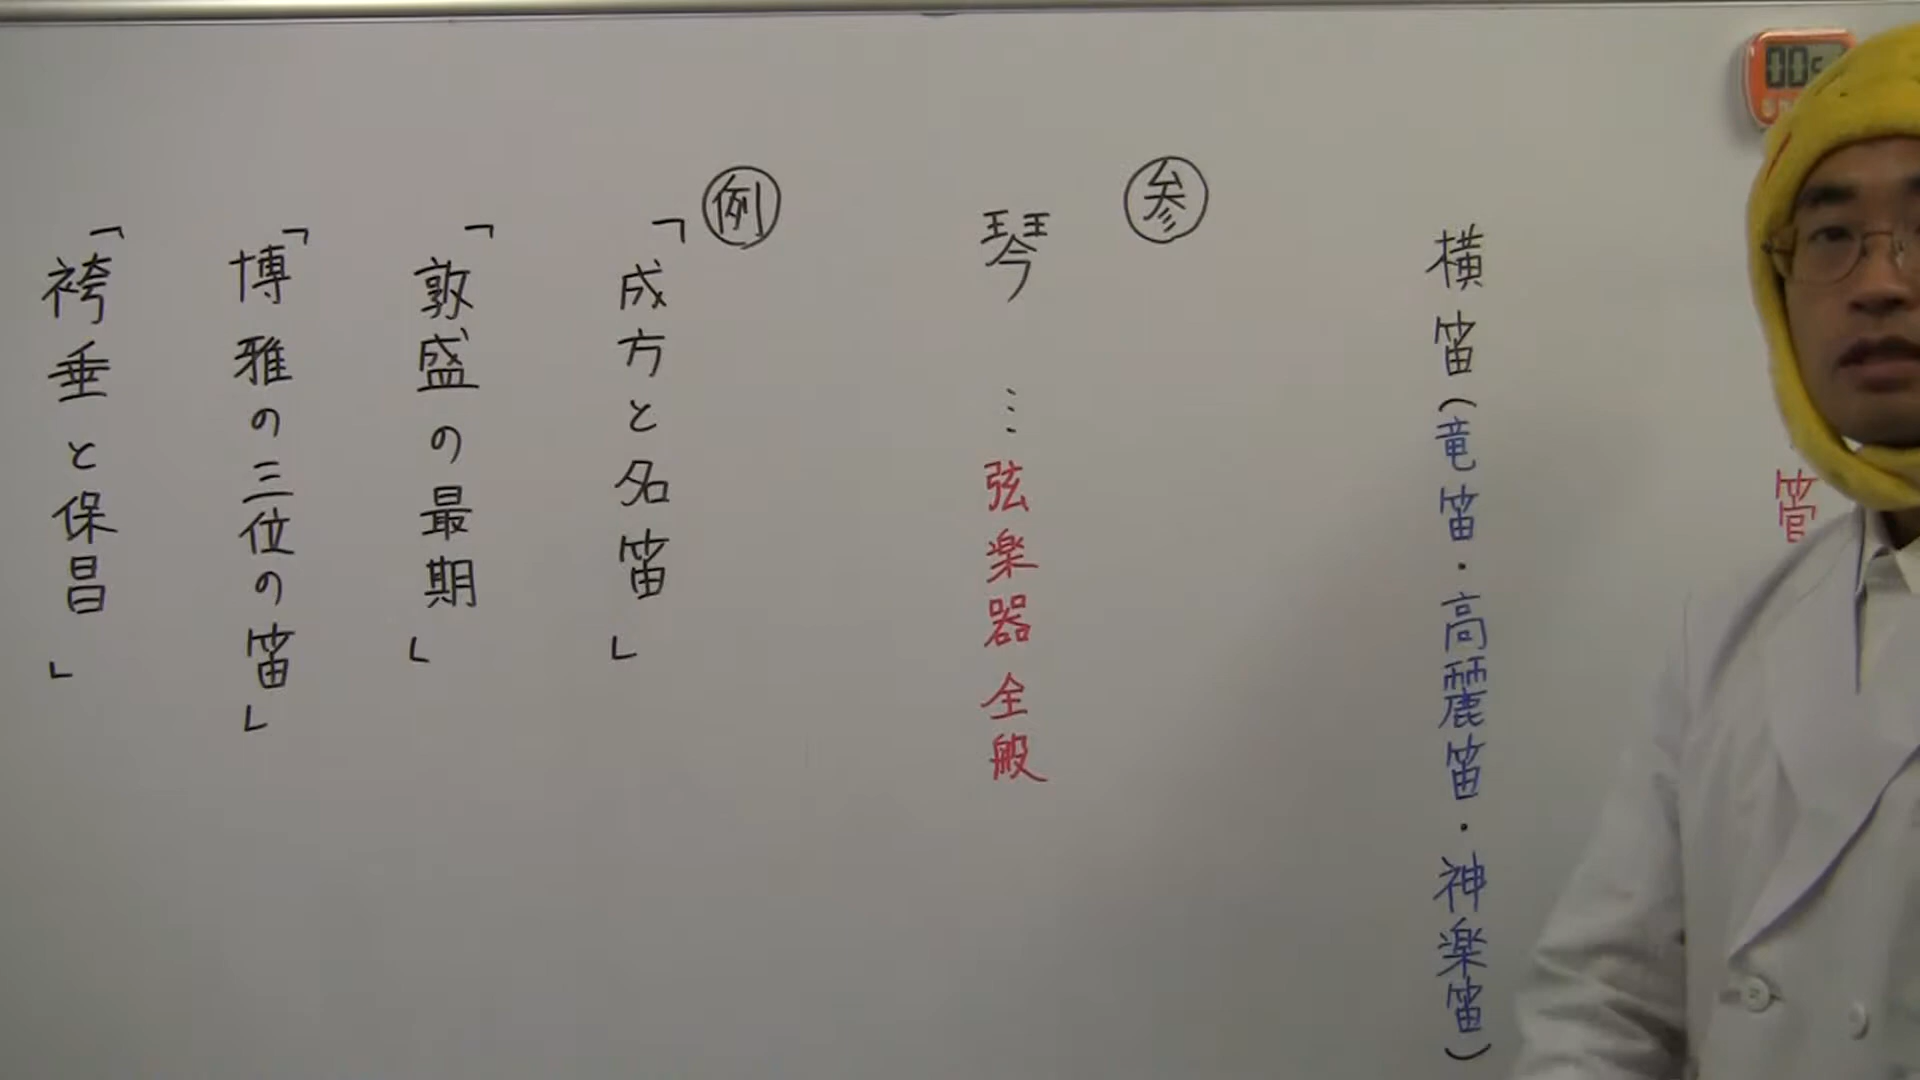 管
横笛(竜笛・高麗笛・神楽笛)
参
琴…弦楽器全般
例
「成方と名笛」
「敦盛の最期」
「博雅の三位の笛」
「袴垂と保昌」